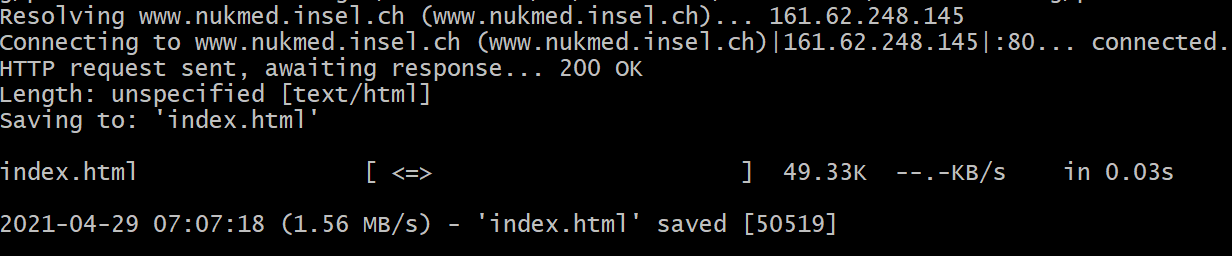 Resolving www.nukmed.insel.ch (www.nukmed.insel.ch)... 161.62.248.145
Connecting to www.nukmed.insel.ch (www.nukmed.insel.ch)|161.62.248.145|:80... connected.
HTTP request sent, awaiting response... 200 OK
Length: unspecified [text/html]
Saving to: 'index.html'
index.html [ <=> ] 49.33K --.-KB/s in 0.03s
2021-04-29 07:07:18 (1.56 MB/s) - 'index.html' saved [50519]